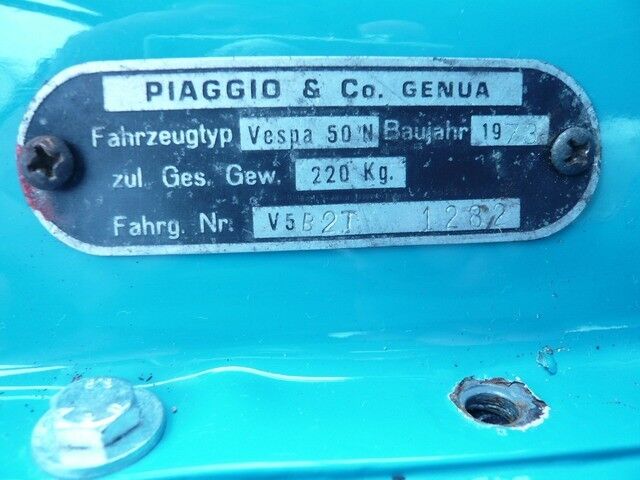 PIAGGIO & Co. GENUA
Fahrzeugtyp Vespa 50 N Baujahr 1973
zul Ges. Gew. 220 Kg.
Fahrg. Nr. V5B2T 1282